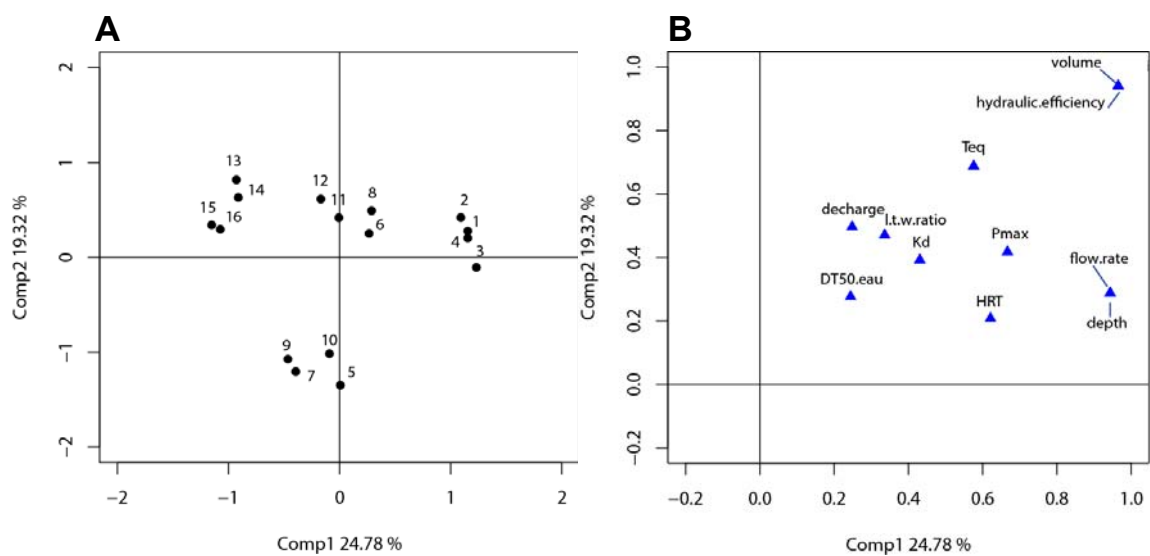 A
2
1
0
−1
−2
Comp2 19.32 %
13
14
15
16
12
11
8
6
2
1
4
3
9
7
10
5
−2
−1
0
1
2
Comp1 24.78 %
B
1.0
0.8
0.6
0.4
0.2
0.0
−0.2
Comp2 19.32 %
volume
hydraulic.efficiency
Teq
decharge
l.t.w.ratio
Kd
Pmax
DT50.eau
HRT
flow.rate
depth
−0.2
0.0
0.2
0.4
0.6
0.8
1.0
Comp1 24.78 %